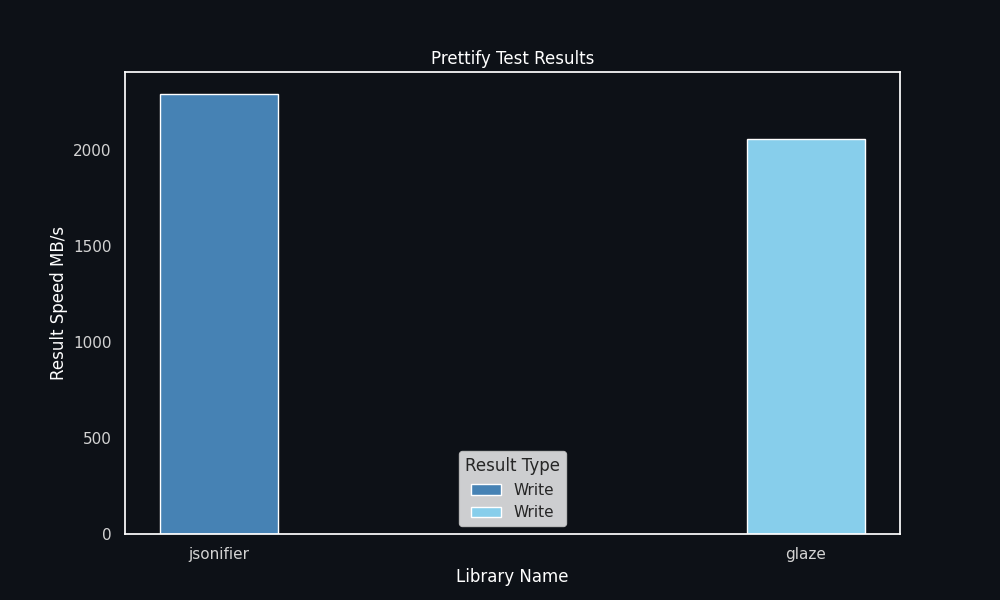 Prettify Test Results
Result Speed MB/s
2000
1500
1000
500
0
Result Type
Write
Write
jsonifier
glaze
Library Name